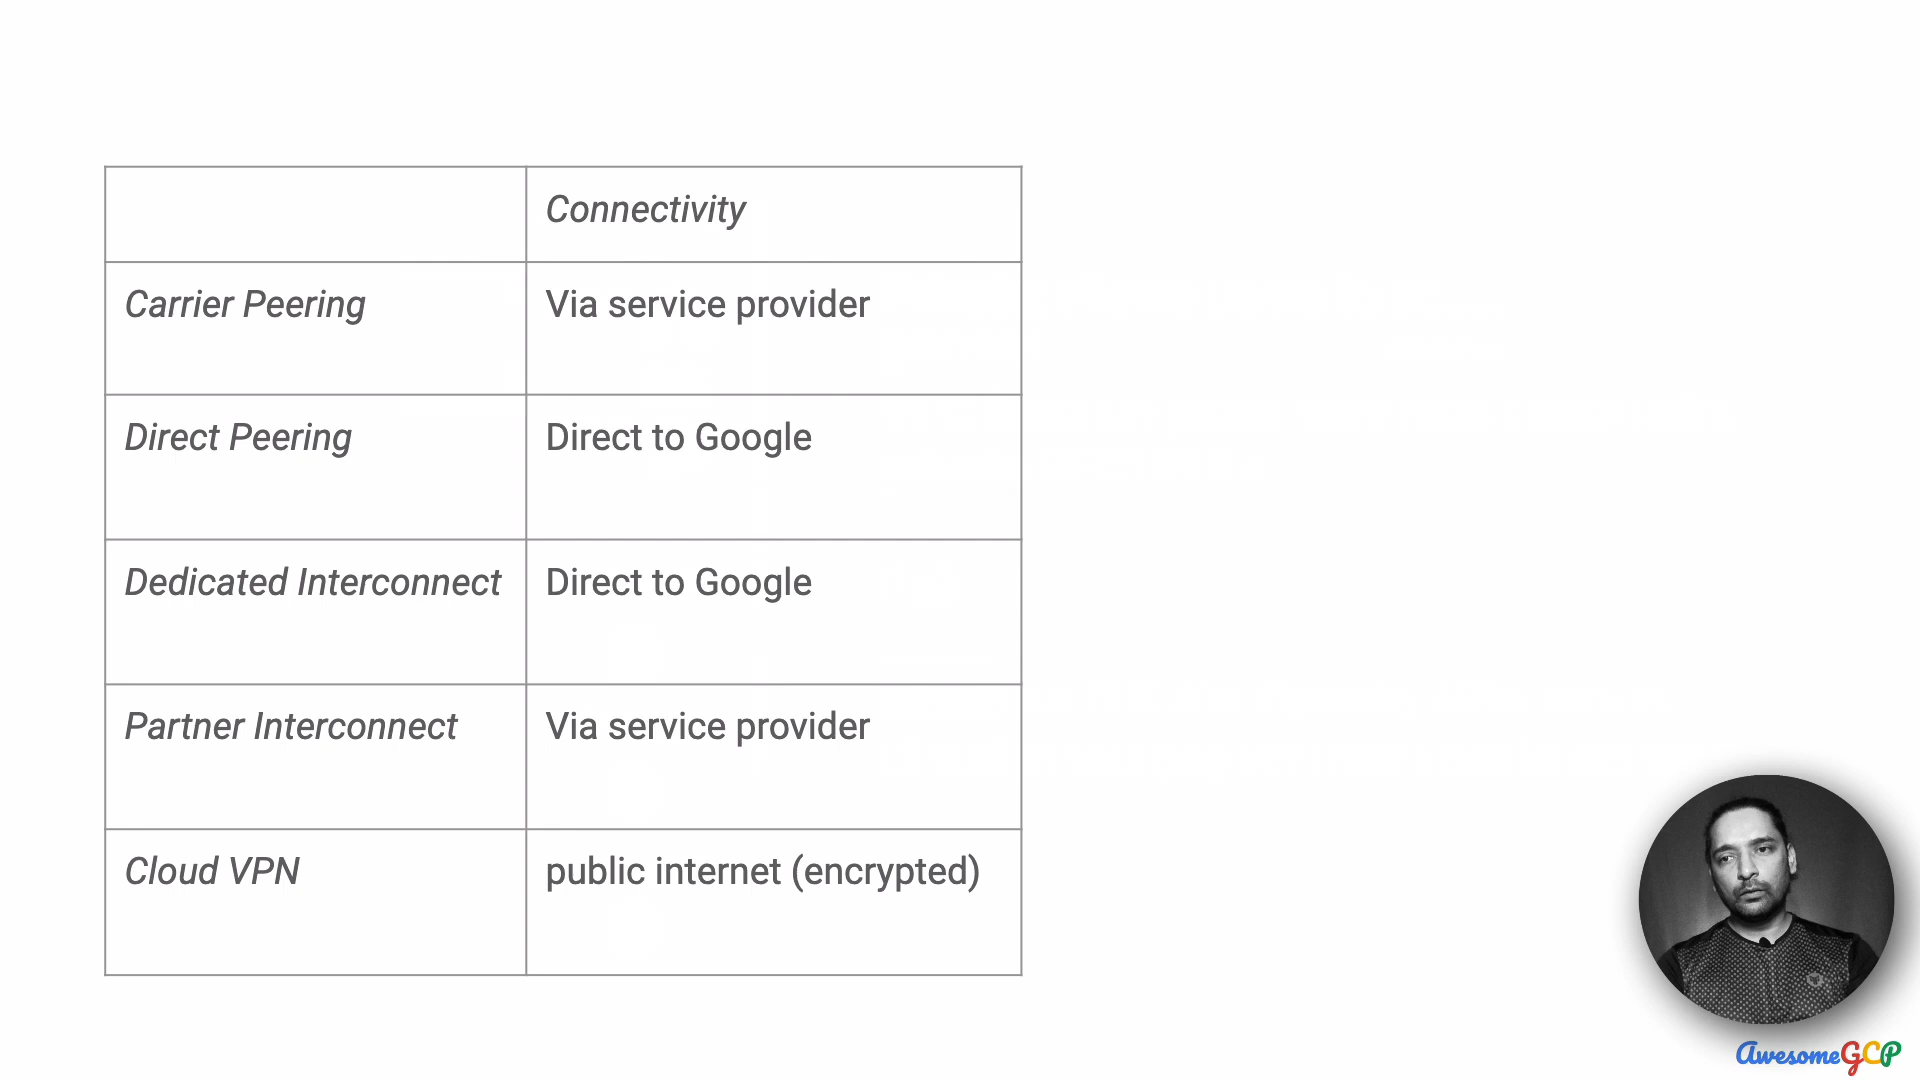 Connectivity
Carrier Peering Via service provider
Direct Peering Direct to Google
Dedicated Interconnect Direct to Google
Partner Interconnect Via service provider
Cloud VPN public internet (encrypted)
AwesomeGCP